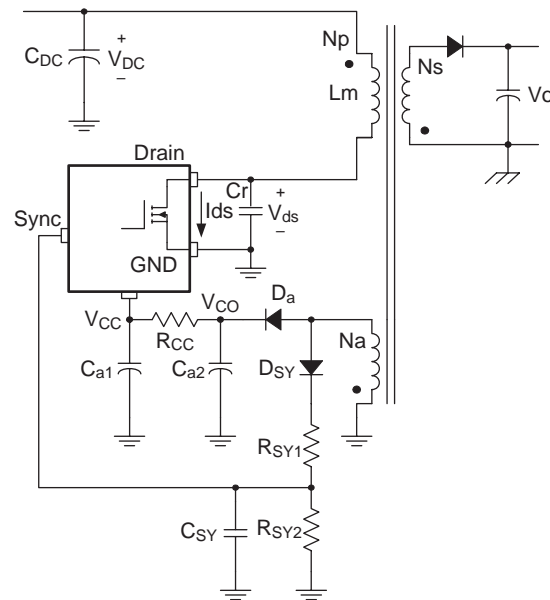 Np
+
CDC
VDC
–
Ns
Lm
Vo
Drain
Cr
+
Ids
Vds
–
Sync
GND
VCC
VCO
Da
RCC
Na
Ca1
Ca2
DSY
RSY1
CSY
RSY2